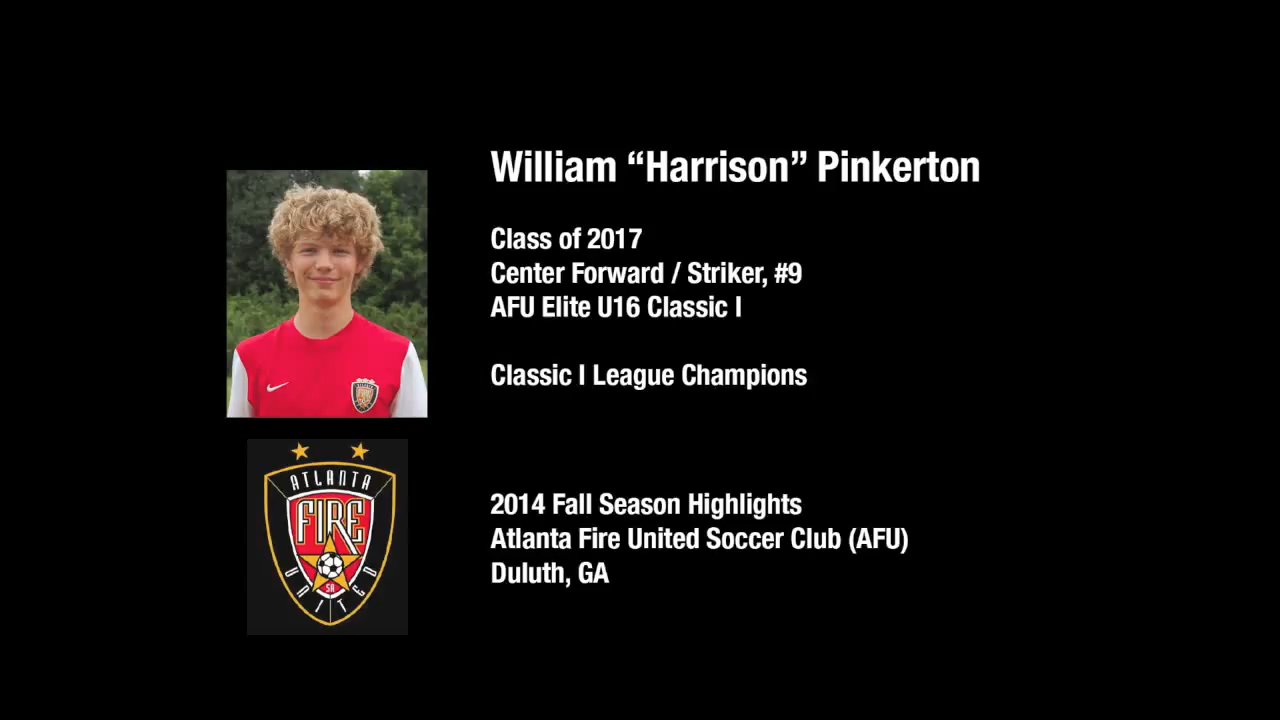 William “Harrison” Pinkerton
Class of 2017
Center Forward / Striker, #9
AFU Elite U16 Classic I
Classic I League Champions
2014 Fall Season Highlights
Atlanta Fire United Soccer Club (AFU)
Duluth, GA
ATLANTA
FIRE
SA
UNITED